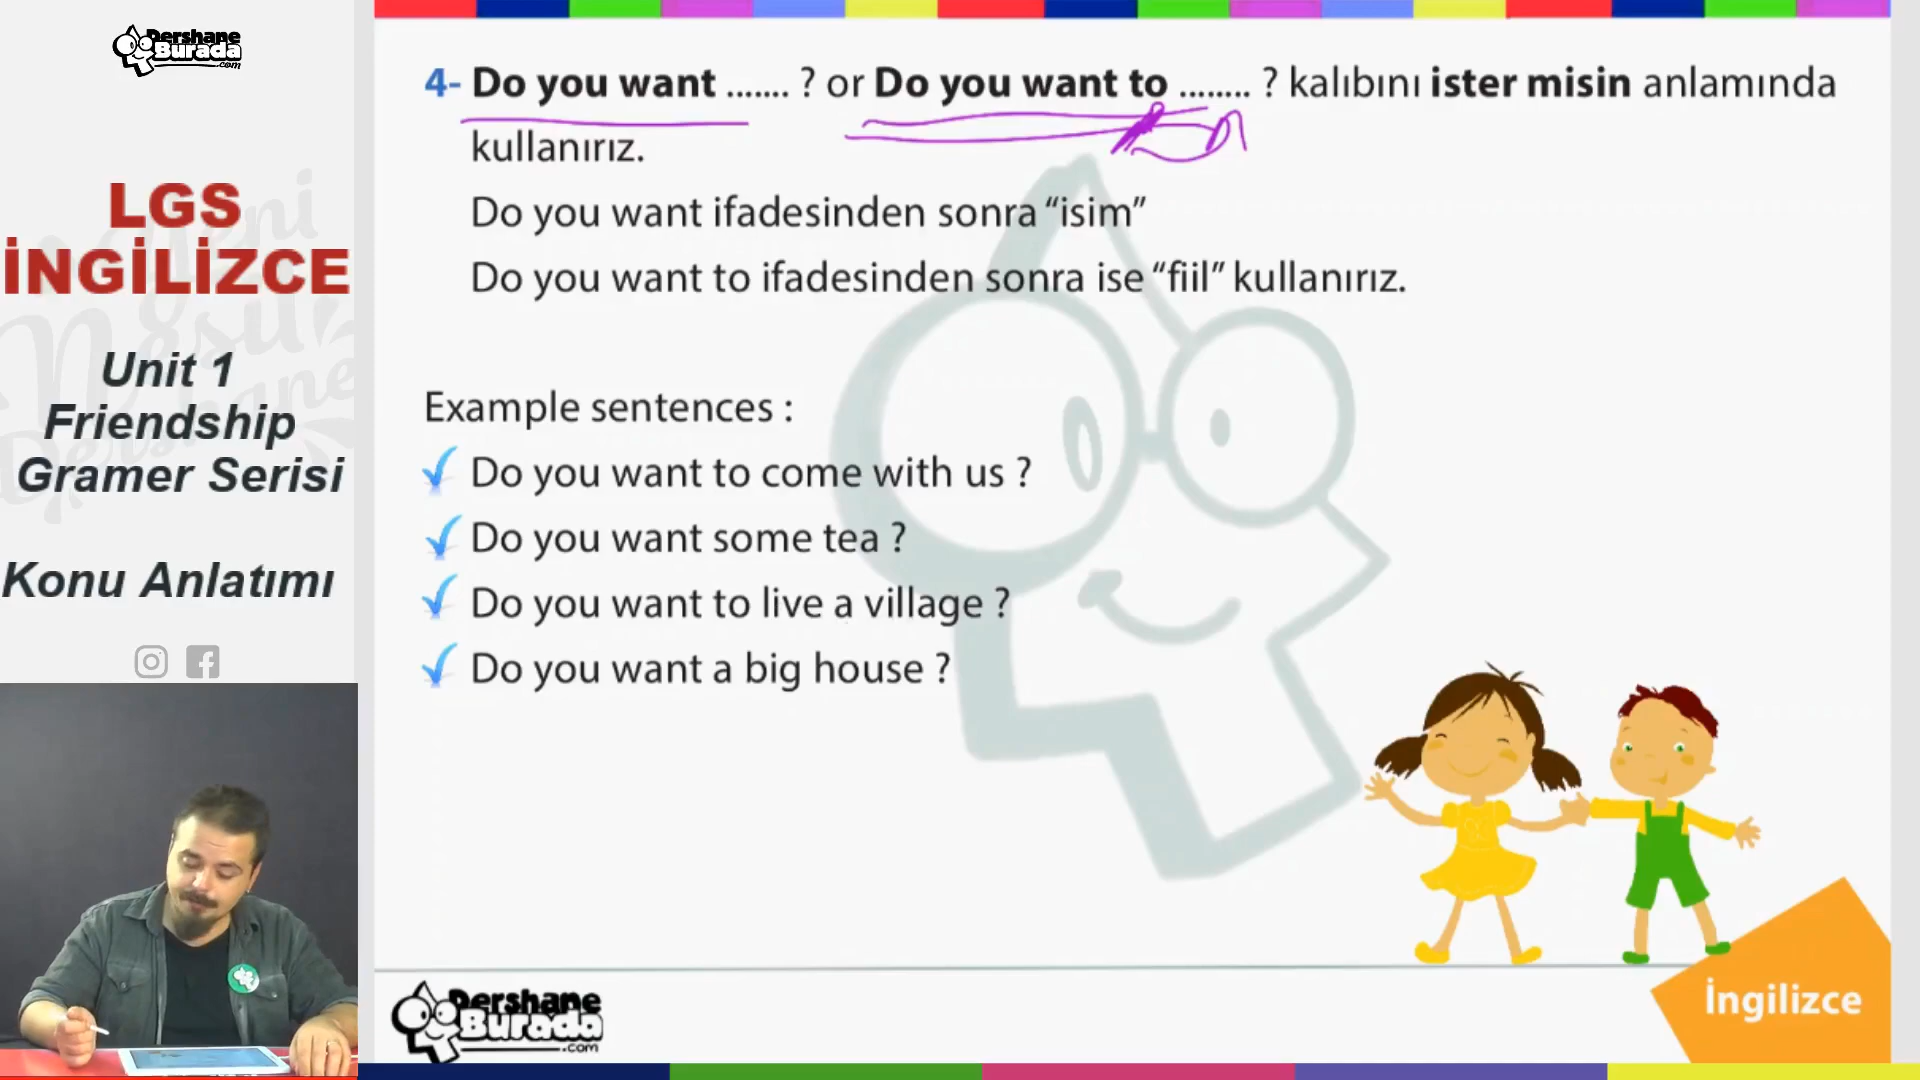 Dershane
Burada
.com
LGS
İNGİLİZCE
Unit 1
Friendship
Gramer Serisi
Konu Anlatımı
4- Do you want ....... ? or Do you want to ........ ? kalıbını ister misin anlamında
kullanırız.
Do you want ifadesinden sonra “isim”
Do you want to ifadesinden sonra ise “fiil” kullanırız.
Example sentences :
Do you want to come with us ?
Do you want some tea ?
Do you want to live a village ?
Do you want a big house ?
Dershane
Burada
.com
İngilizce